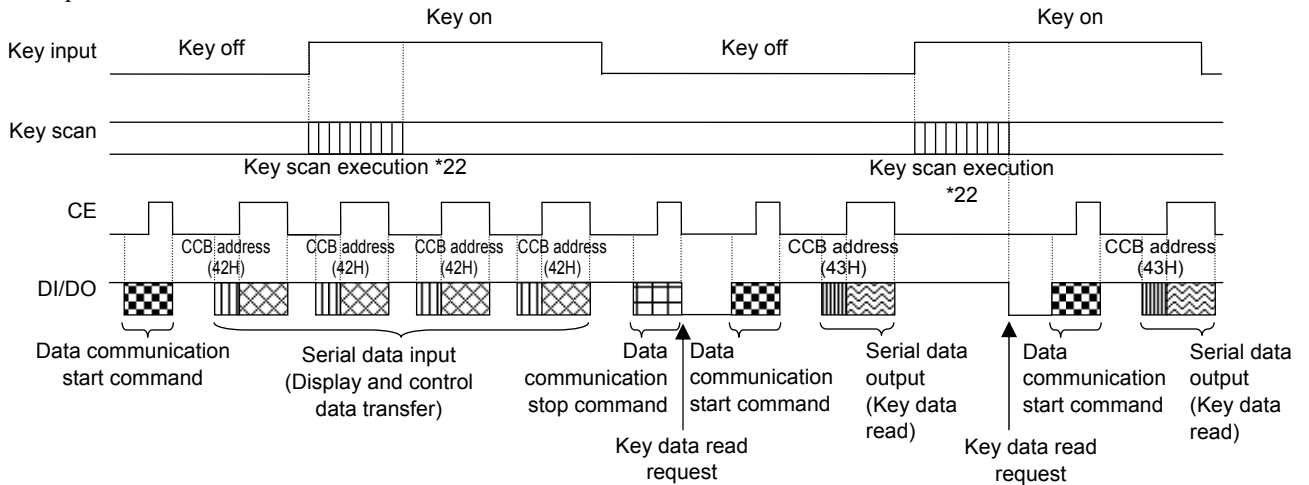 Key on
Key on
Key input
Key off
Key off
Key scan
Key scan execution *22
Key scan execution
*22
CE
CCB address
(42H)
CCB address
(42H)
CCB address
(42H)
CCB address
(42H)
CCB address
(43H)
CCB address
(43H)
DI/DO
Data communication
start command
Serial data input
(Display and control
data transfer)
Data
communication
stop command
Data
communication
start command
Serial data
output
(Key data
read)
Data
communication
start command
Serial data
output
(Key data
read)
Key data read
request
Key data read
request